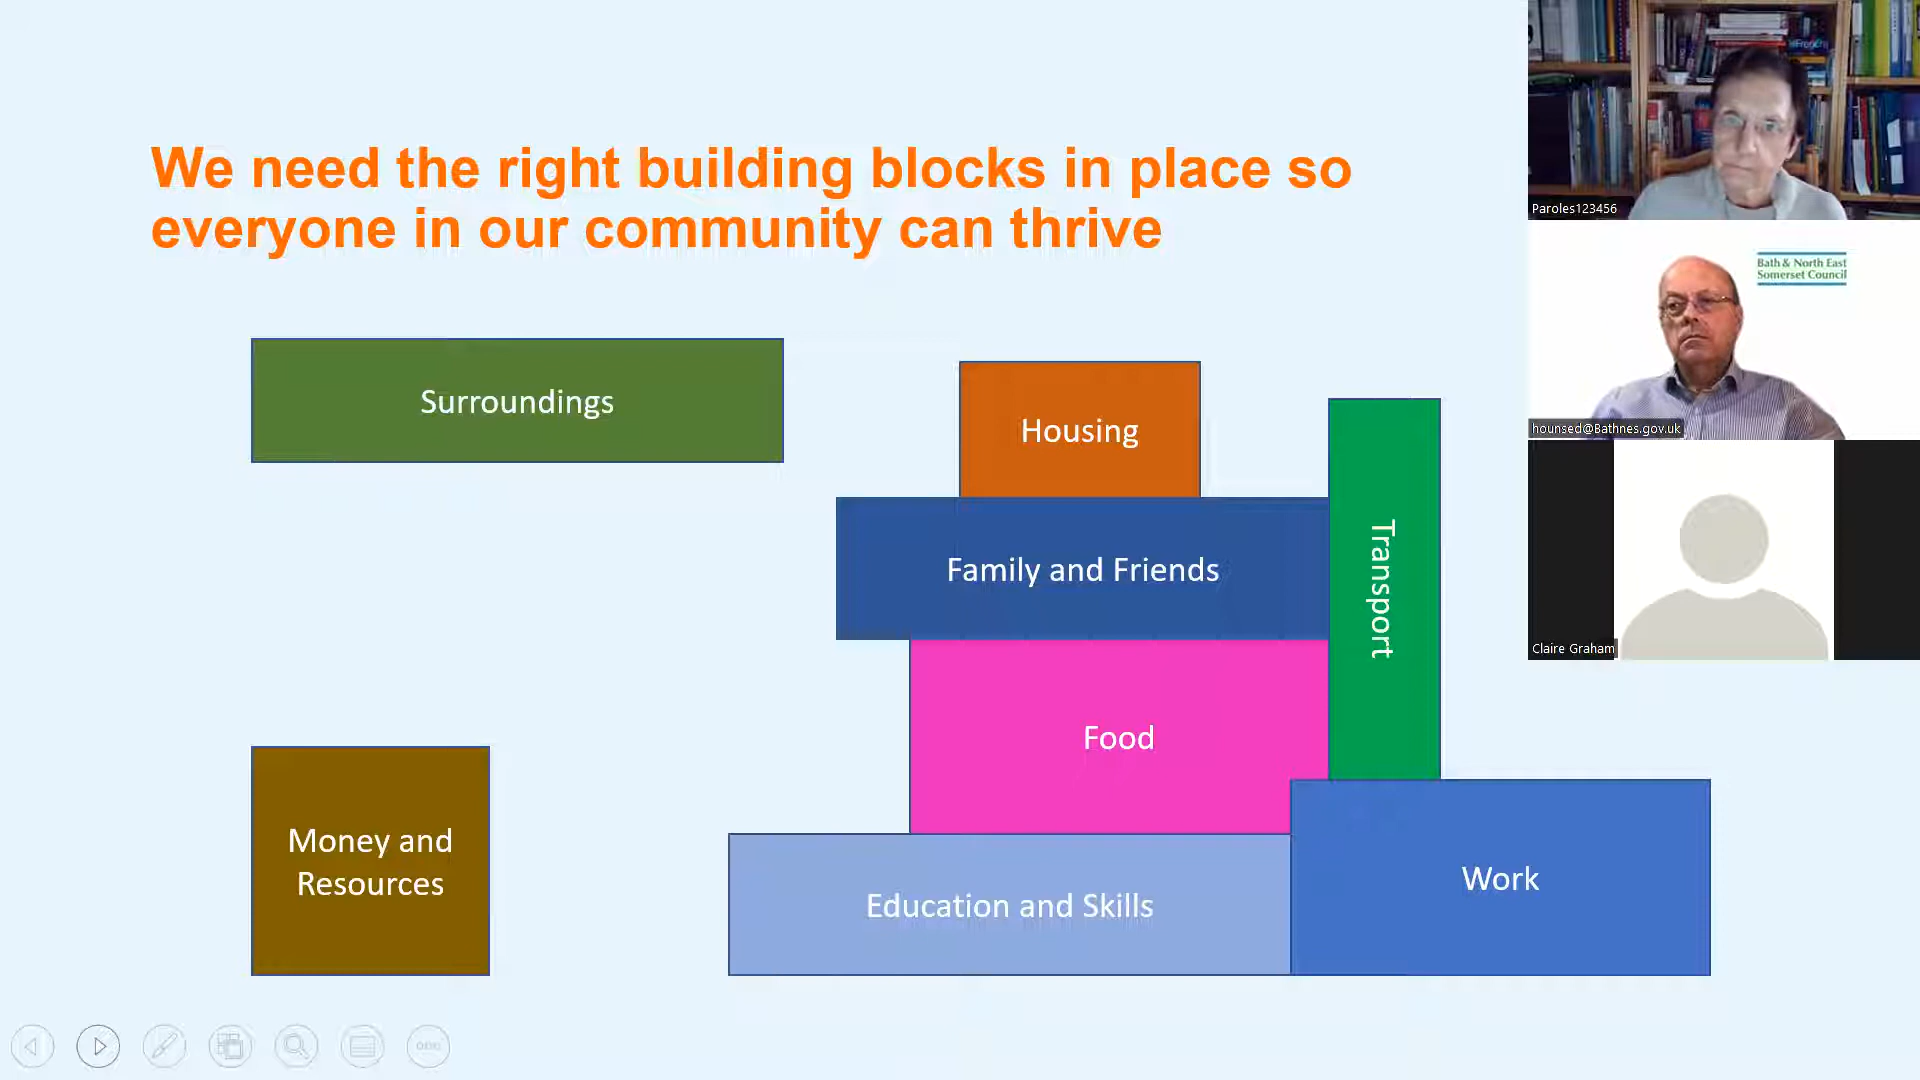 We need the right building blocks in place so
everyone in our community can thrive
Surroundings
Housing
Transport
Family and Friends
Food
Money and
Resources
Education and Skills
Work
Paroles123456
Bath & North East
Somerset Council
hounsed@Bathnes.gov.uk
Claire Graham